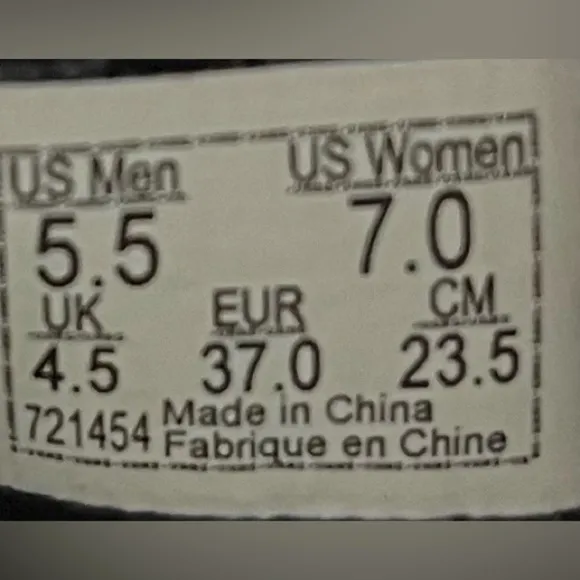 US Men US Women
5.5 7.0
UK EUR CM
4.5 37.0 23.5
721454 Made in China
Fabrique en Chine